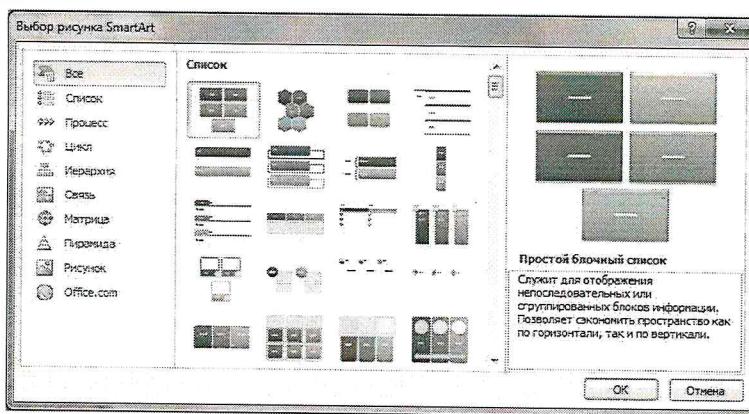 Выбор рисунка SmartArt
Все
Список
Процесс
Цикл
Иерархия
Связь
Матрица
Пирамида
Рисунок
Office.com
Список
Простой блочный список
Служит для отображения
непоследовательных или
сгруппированных блоков информации.
Позволяет сэкономить пространство как
по горизонтали, так и по вертикали.
OK
Отмена